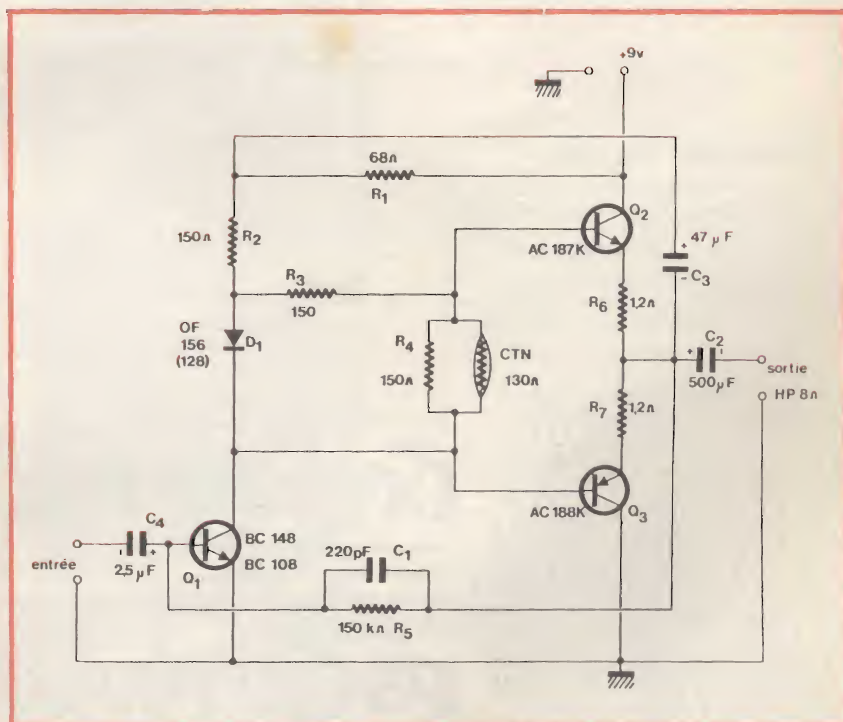 +9v
68Ω
R1
Q2
150Ω
R2
AC 187K
47 µF
+
-
C3
R3
150
R6
1,2Ω
OF
156
(128)
D1
R4
150Ω
CTN
130Ω
C2
+
-
500µF
sortie
HP 8Ω
R7
1,2Ω
AC 188K
Q3
C4
-
+
2,5µF
entrée
Q1
BC 148
BC 108
220pF
C1
150 kΩ R5